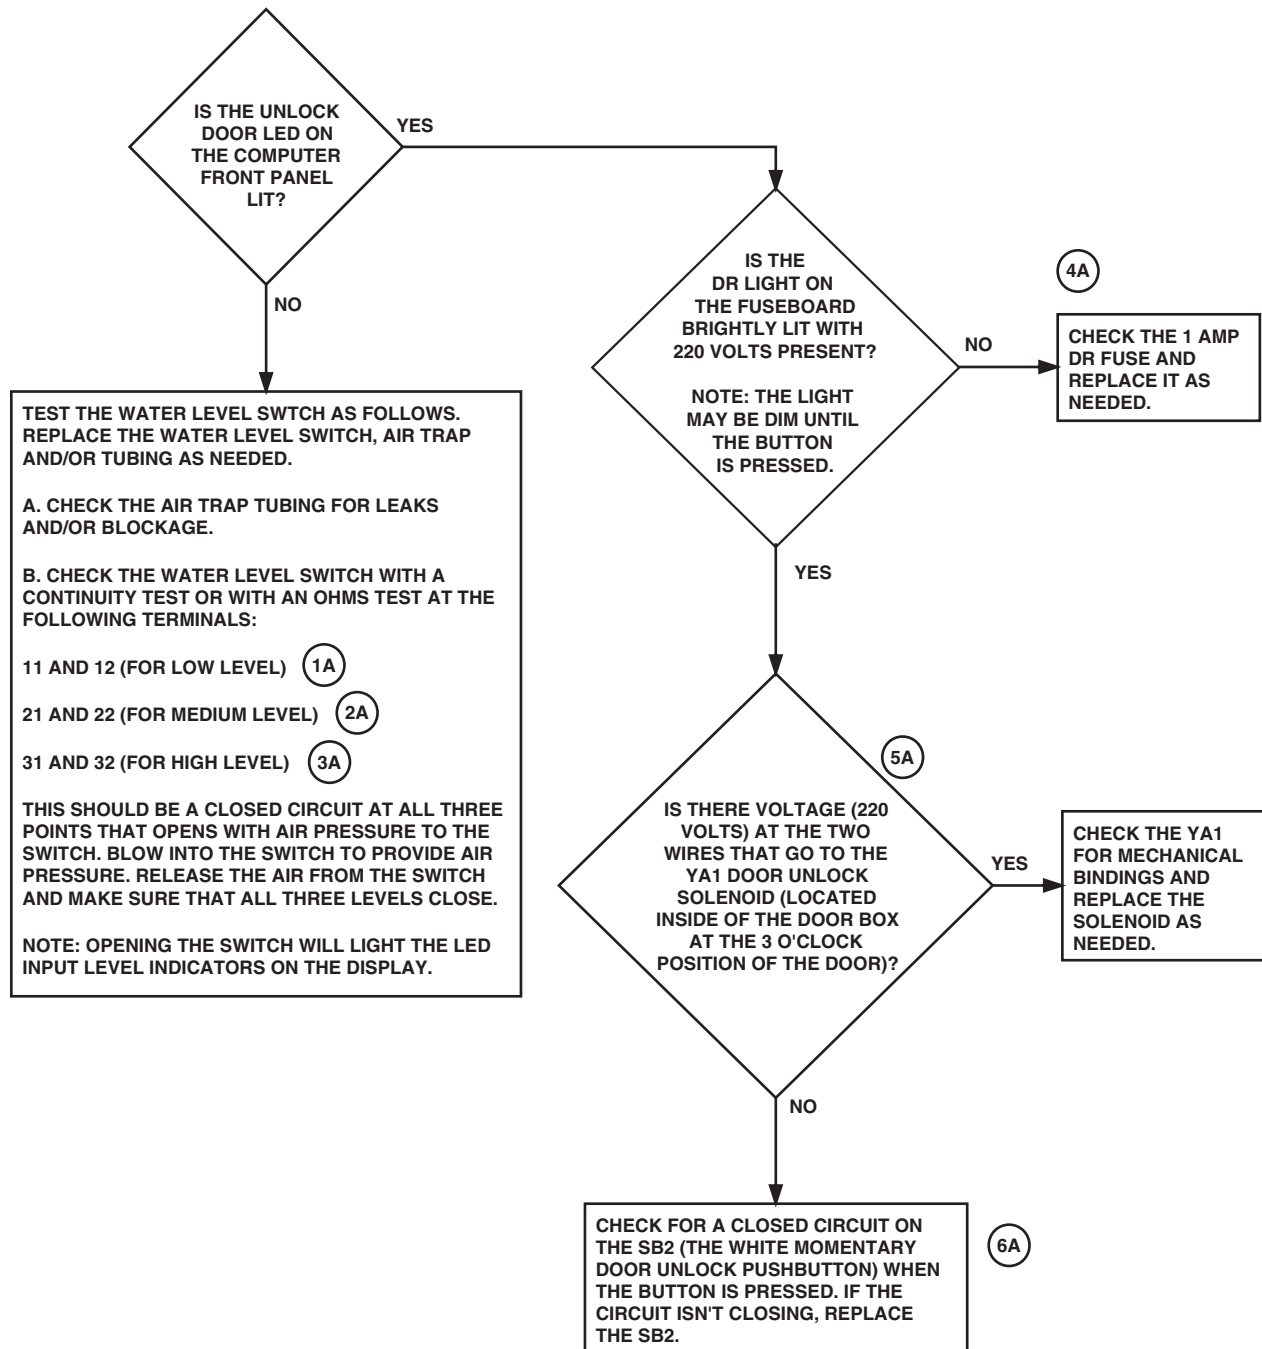 IS THE UNLOCK
DOOR LED ON
THE COMPUTER
FRONT PANEL
LIT?
YES
NO
TEST THE WATER LEVEL SWTCH AS FOLLOWS.
REPLACE THE WATER LEVEL SWITCH, AIR TRAP
AND/OR TUBING AS NEEDED.
A. CHECK THE AIR TRAP TUBING FOR LEAKS
AND/OR BLOCKAGE.
B. CHECK THE WATER LEVEL SWITCH WITH A
CONTINUITY TEST OR WITH AN OHMS TEST AT THE
FOLLOWING TERMINALS:
11 AND 12 (FOR LOW LEVEL) 1A
21 AND 22 (FOR MEDIUM LEVEL) 2A
31 AND 32 (FOR HIGH LEVEL) 3A
THIS SHOULD BE A CLOSED CIRCUIT AT ALL THREE
POINTS THAT OPENS WITH AIR PRESSURE TO THE
SWITCH. BLOW INTO THE SWITCH TO PROVIDE AIR
PRESSURE. RELEASE THE AIR FROM THE SWITCH
AND MAKE SURE THAT ALL THREE LEVELS CLOSE.
NOTE: OPENING THE SWITCH WILL LIGHT THE LED
INPUT LEVEL INDICATORS ON THE DISPLAY.
IS THE
DR LIGHT ON
THE FUSEBOARD
BRIGHTLY LIT WITH
220 VOLTS PRESENT?
NOTE: THE LIGHT
MAY BE DIM UNTIL
THE BUTTON
IS PRESSED.
NO
4A
CHECK THE 1 AMP
DR FUSE AND
REPLACE IT AS
NEEDED.
YES
5A
IS THERE VOLTAGE (220
VOLTS) AT THE TWO
WIRES THAT GO TO THE
YA1 DOOR UNLOCK
SOLENOID (LOCATED
INSIDE OF THE DOOR BOX
AT THE 3 O'CLOCK
POSITION OF THE DOOR)?
YES
CHECK THE YA1
FOR MECHANICAL
BINDINGS AND
REPLACE THE
SOLENOID AS
NEEDED.
NO
CHECK FOR A CLOSED CIRCUIT ON
THE SB2 (THE WHITE MOMENTARY
DOOR UNLOCK PUSHBUTTON) WHEN
THE BUTTON IS PRESSED. IF THE
CIRCUIT ISN'T CLOSING, REPLACE
THE SB2.
6A